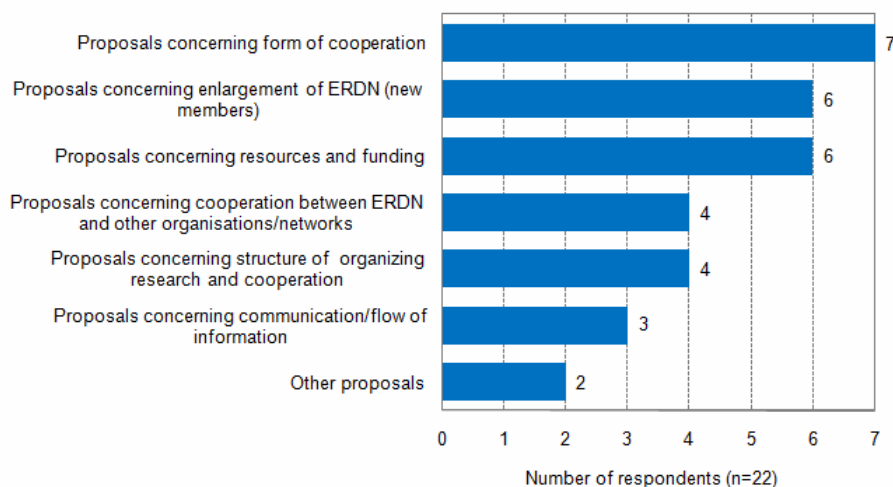 Proposals concerning form of cooperation
7
Proposals concerning enlargement of ERDN (new
members)
6
Proposals concerning resources and funding
6
Proposals concerning cooperation between ERDN
and other organisations/networks
4
Proposals concerning structure of organizing
research and cooperation
4
Proposals concerning communication/flow of
information
3
Other proposals
2
0 1 2 3 4 5 6 7
Number of respondents (n=22)